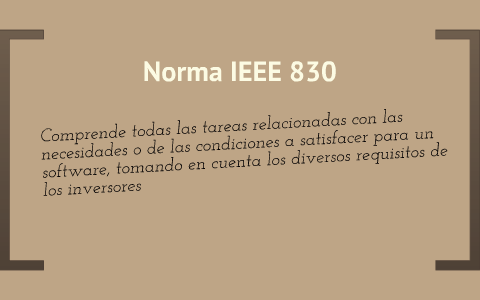 Norma IEEE 830
Comprende todas las tareas relacionadas con las
necesidades o de las condiciones a satisfacer para un
software, tomando en cuenta los diversos requisitos de
los inversores